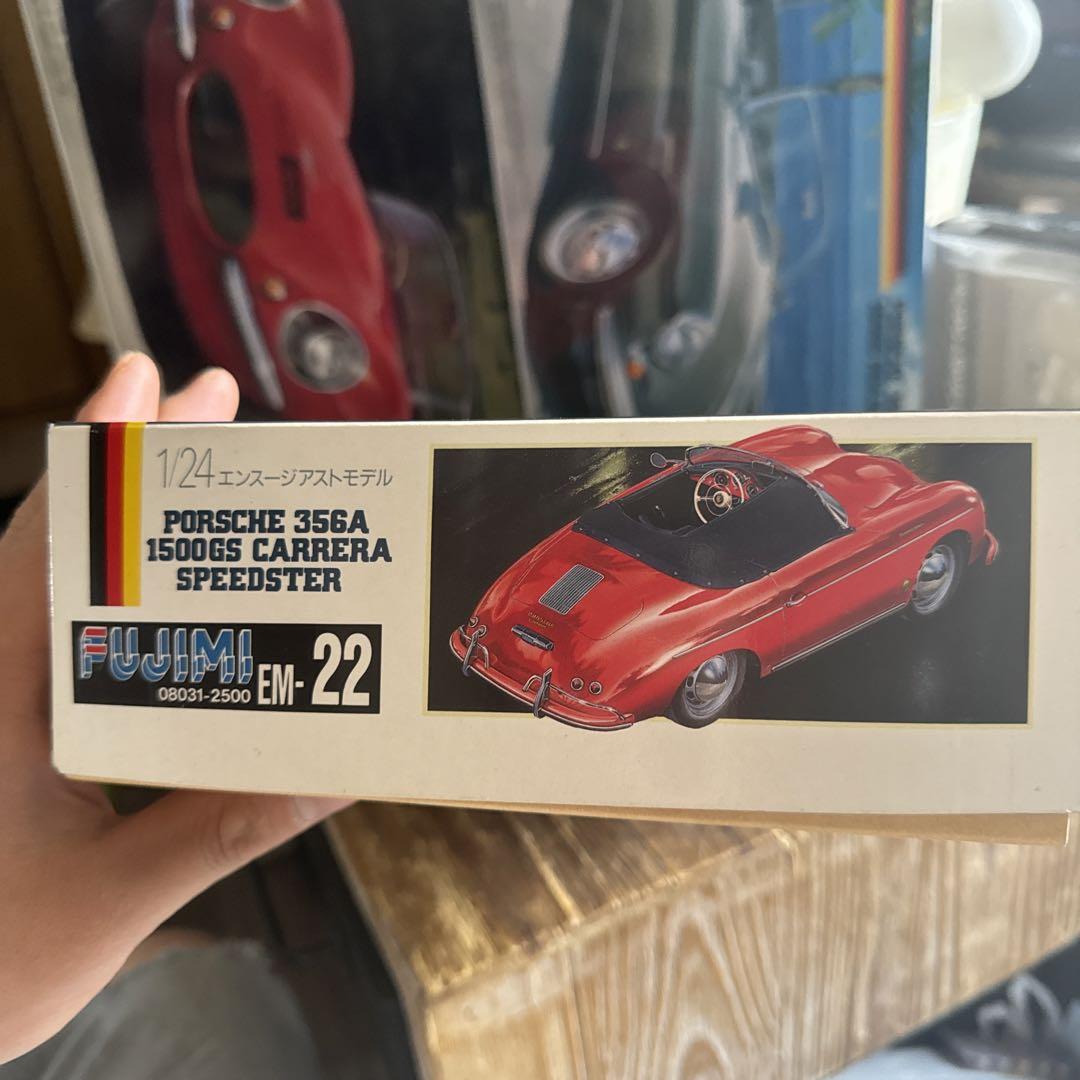 1/24 エンスージアストモデル
PORSCHE 356A
1500GS CARRERA
SPEEDSTER
FUJIMI
08031-2500 EM-22